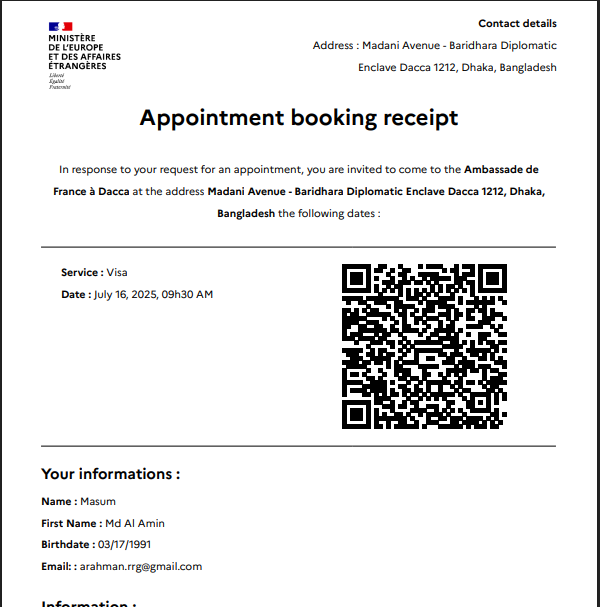 MINISTÈRE
DE L'EUROPE
ET DES AFFAIRES
ÉTRANGÈRES
Liberté
Égalité
Fraternité
Contact details
Address : Madani Avenue - Baridhara Diplomatic
Enclave Dacca 1212, Dhaka, Bangladesh
Appointment booking receipt
In response to your request for an appointment, you are invited to come to the Ambassade de
France à Dacca at the address Madani Avenue - Baridhara Diplomatic Enclave Dacca 1212, Dhaka,
Bangladesh the following dates :
Service : Visa
Date : July 16, 2025, 09h30 AM
Your informations :
Name : Masum
First Name : Md Al Amin
Birthdate : 03/17/1991
Email: : arahman.rrg@gmail.com
Information :